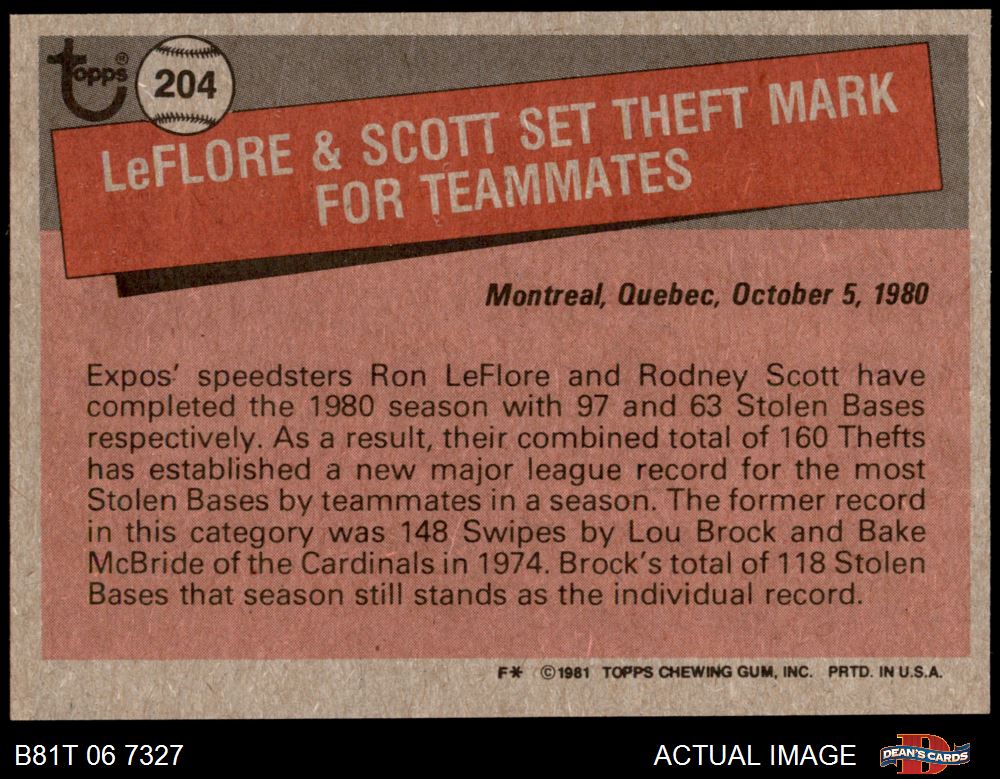 Topps®
204
LeFLORE & SCOTT SET THEFT MARK
FOR TEAMMATES
Montreal, Quebec, October 5, 1980
Expos' speedsters Ron LeFlore and Rodney Scott have
completed the 1980 season with 97 and 63 Stolen Bases
respectively. As a result, their combined total of 160 Thefts
has established a new major league record for the most
Stolen Bases by teammates in a season. The former record
in this category was 148 Swipes by Lou Brock and Bake
McBride of the Cardinals in 1974. Brock's total of 118 Stolen
Bases that season still stands as the individual record.
F* ©1981 TOPPS CHEWING GUM, INC. PRTD. IN U.S.A.
B81T 06 7327 ACTUAL IMAGE DEAN'S CARDS